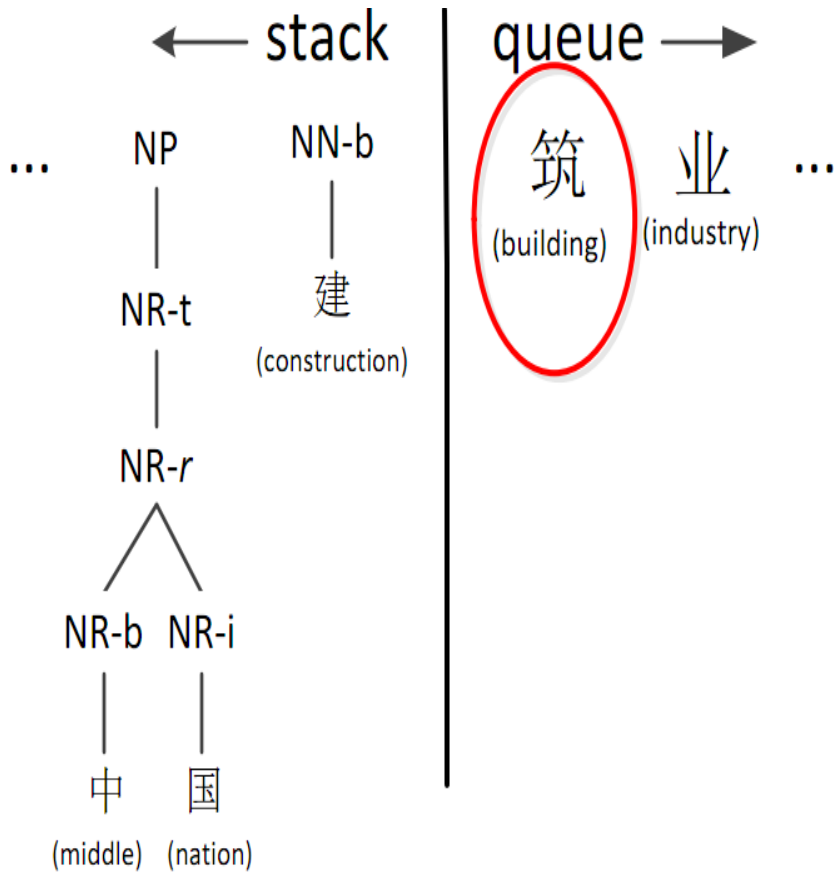 stack queue
... NP NN-b 筑 业 ...
(building) (industry)
NR-t 建
(construction)
NR-r
NR-b NR-i
中 国
(middle) (nation)